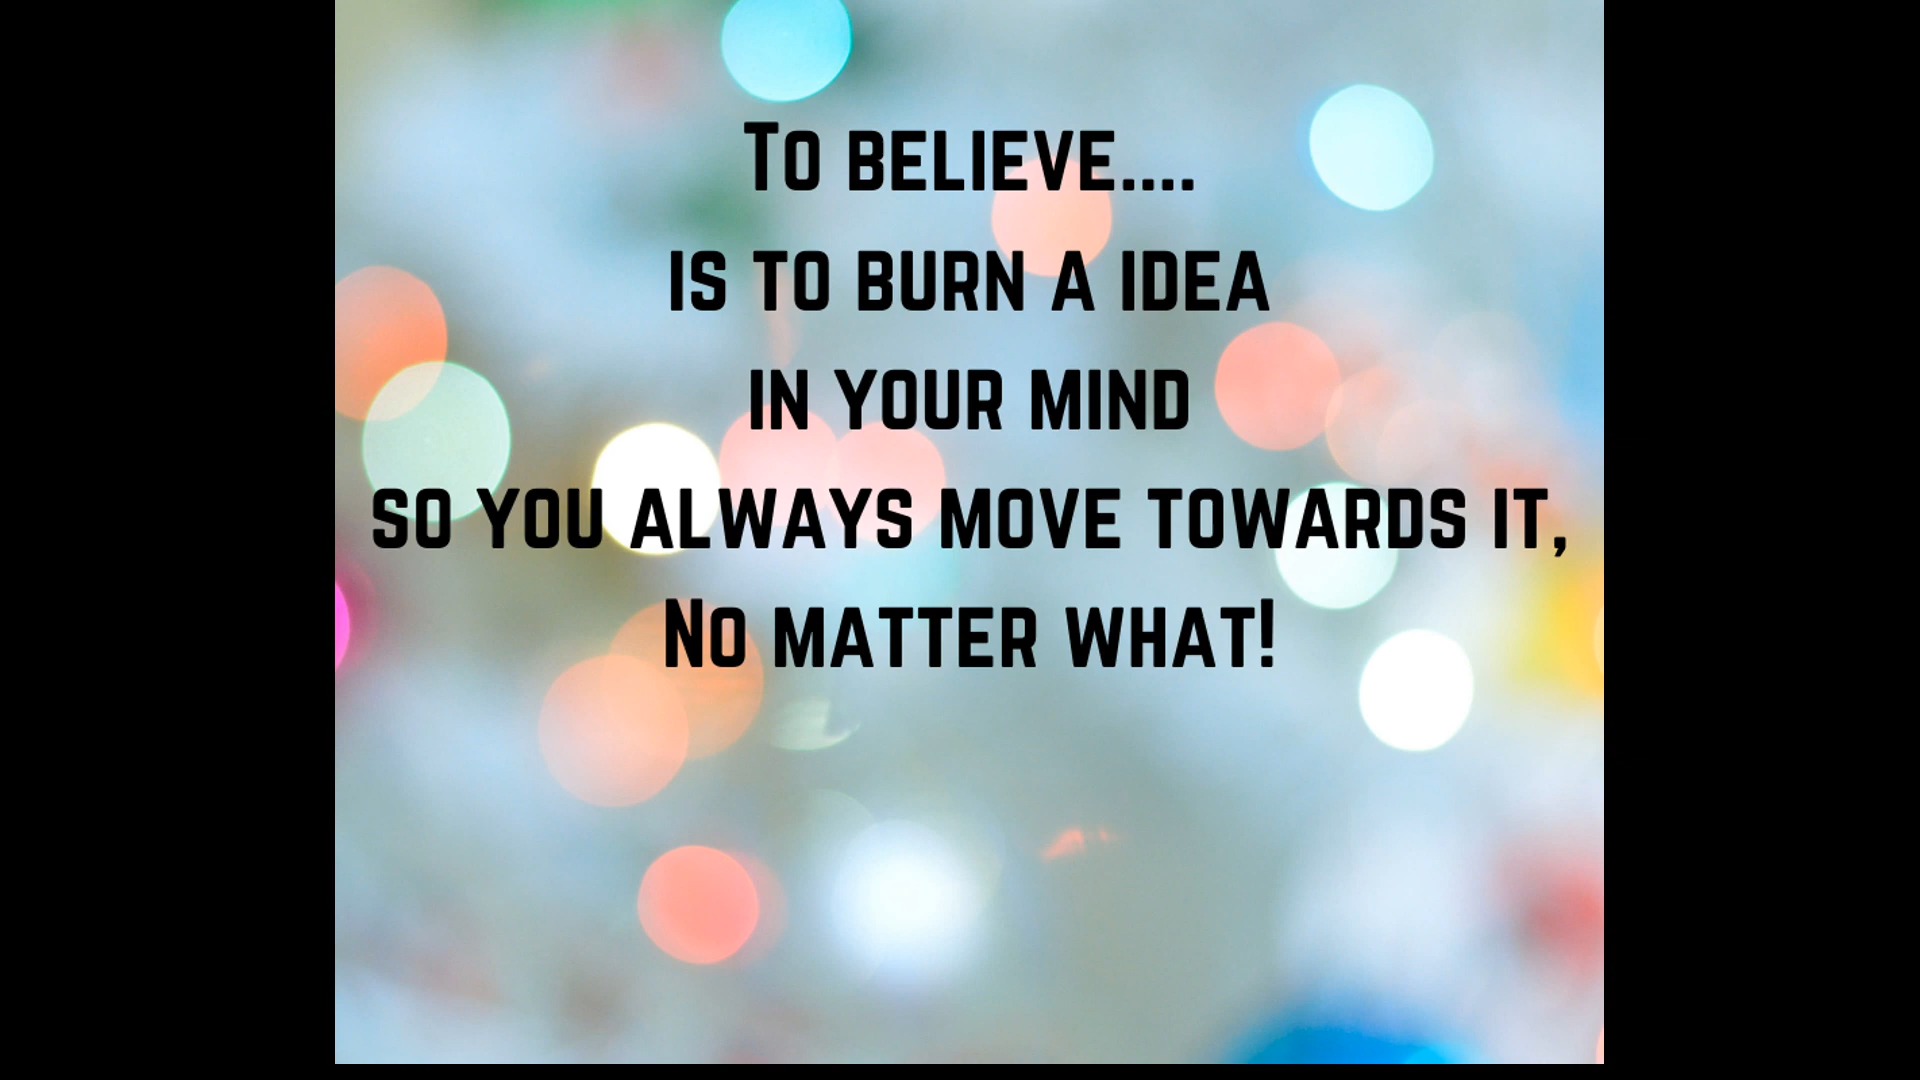 To believe....
is to burn a idea
in your mind
so you always move towards it,
No matter what!